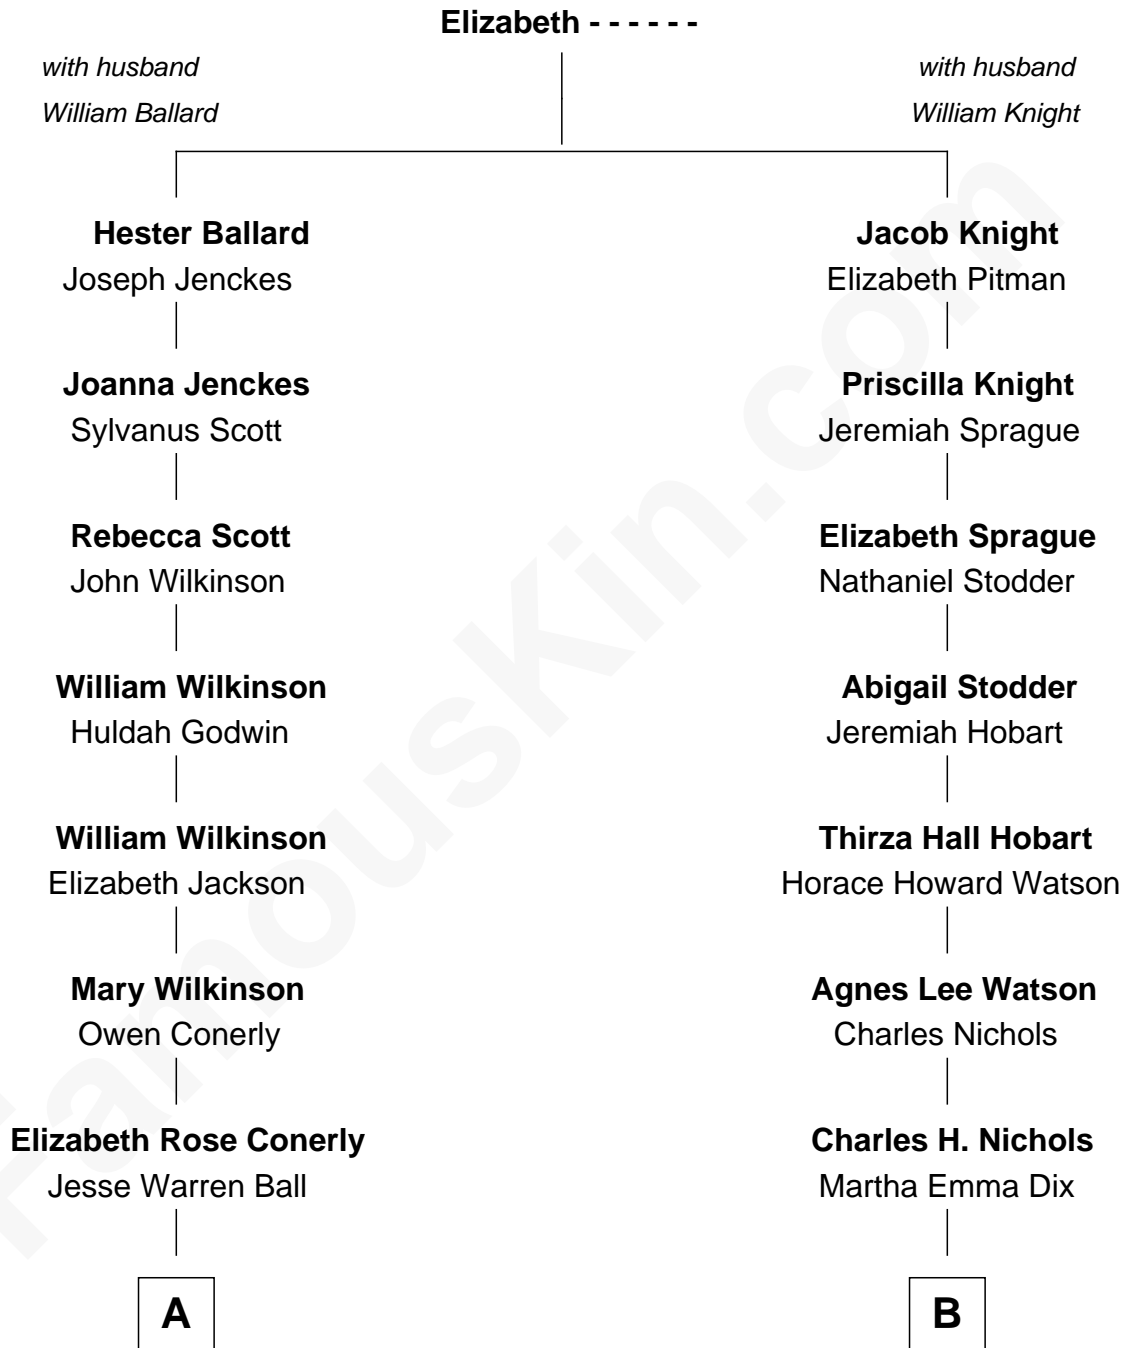 Elizabeth - - - - - -
with husband
William Ballard
with husband
William Knight
Hester Ballard
Joseph Jenckes
Jacob Knight
Elizabeth Pitman
Joanna Jenckes
Sylvanus Scott
Priscilla Knight
Jeremiah Sprague
Rebecca Scott
John Wilkinson
Elizabeth Sprague
Nathaniel Stodder
William Wilkinson
Huldah Godwin
Abigail Stodder
Jeremiah Hobart
William Wilkinson
Elizabeth Jackson
Thirza Hall Hobart
Horace Howard Watson
Mary Wilkinson
Owen Conerly
Agnes Lee Watson
Charles Nichols
Elizabeth Rose Conerly
Jesse Warren Ball
Charles H. Nichols
Martha Emma Dix
A
B
FamousKin.com